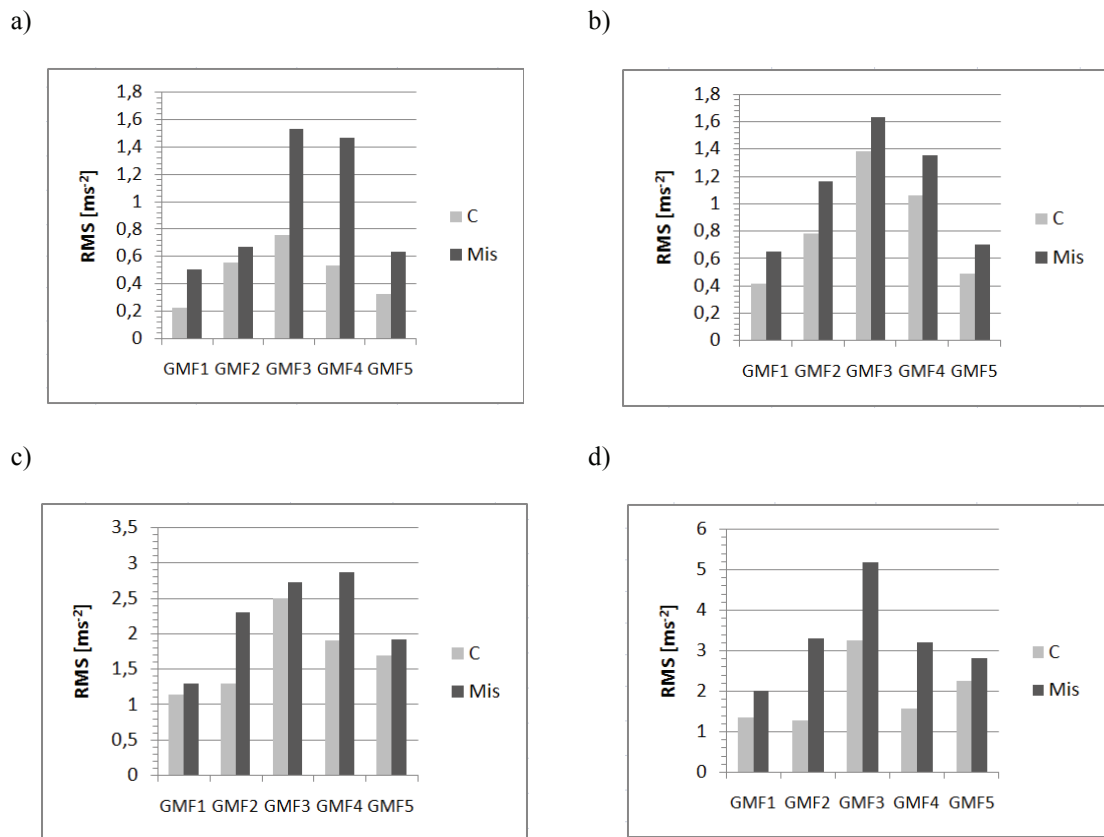 a)
b)
1,8
1,6
1,4
1,2
1
0,8
0,6
0,4
0,2
0
RMS [ms⁻²]
GMF1 GMF2 GMF3 GMF4 GMF5
C
Mis
1,8
1,6
1,4
1,2
1
0,8
0,6
0,4
0,2
0
RMS [ms⁻²]
GMF1 GMF2 GMF3 GMF4 GMF5
C
Mis
c)
d)
3,5
3
2,5
2
1,5
1
0,5
0
RMS [ms⁻²]
GMF1 GMF2 GMF3 GMF4 GMF5
C
Mis
6
5
4
3
2
1
0
RMS [ms⁻²]
GMF1 GMF2 GMF3 GMF4 GMF5
C
Mis